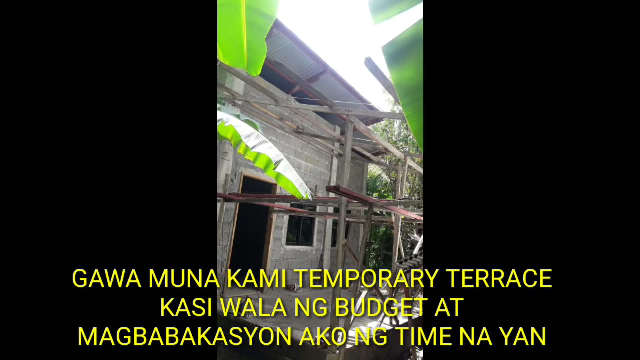 GAWA MUNA KAMI TEMPORARY TERRACE
KASI WALA NG BUDGET AT
MAGBABAKASYON AKO NG TIME NA YAN